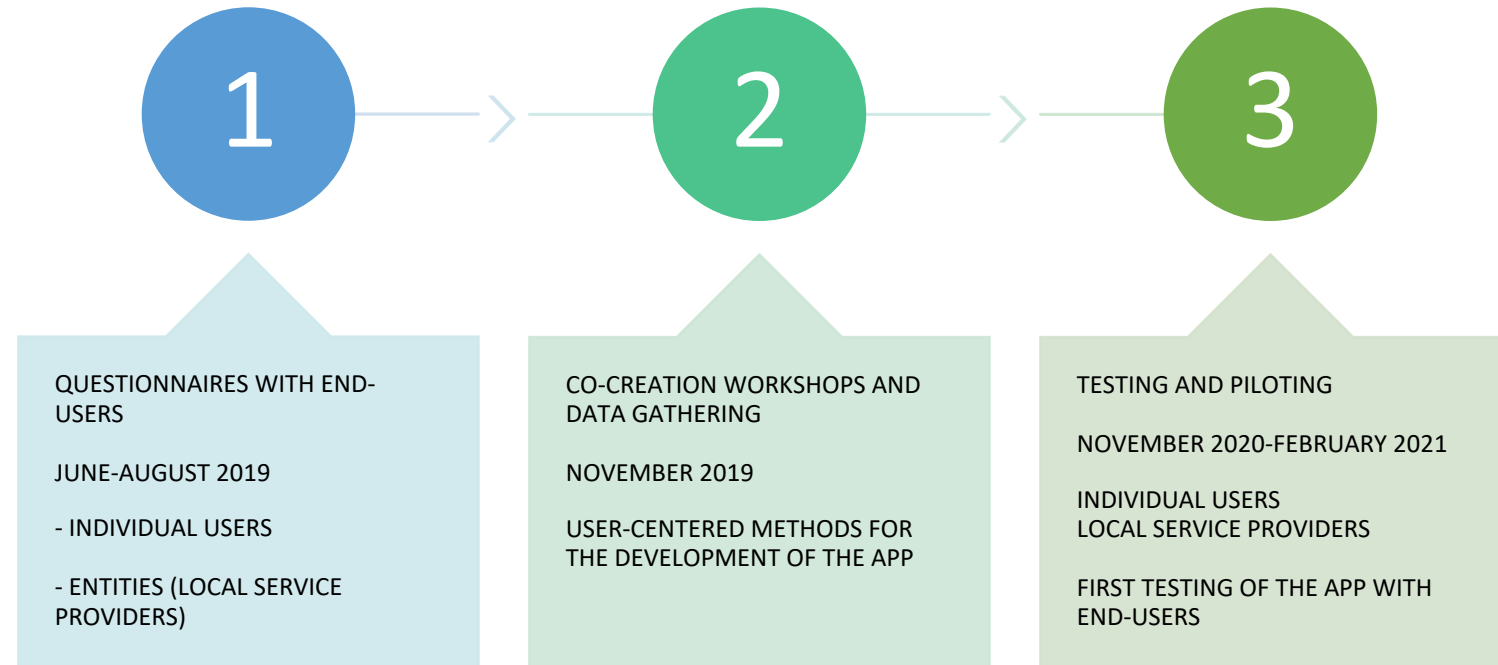 1
2
3
QUESTIONNAIRES WITH END-
USERS
JUNE-AUGUST 2019
- INDIVIDUAL USERS
- ENTITIES (LOCAL SERVICE
PROVIDERS)
CO-CREATION WORKSHOPS AND
DATA GATHERING
NOVEMBER 2019
USER-CENTERED METHODS FOR
THE DEVELOPMENT OF THE APP
TESTING AND PILOTING
NOVEMBER 2020-FEBRUARY 2021
INDIVIDUAL USERS
LOCAL SERVICE PROVIDERS
FIRST TESTING OF THE APP WITH
END-USERS